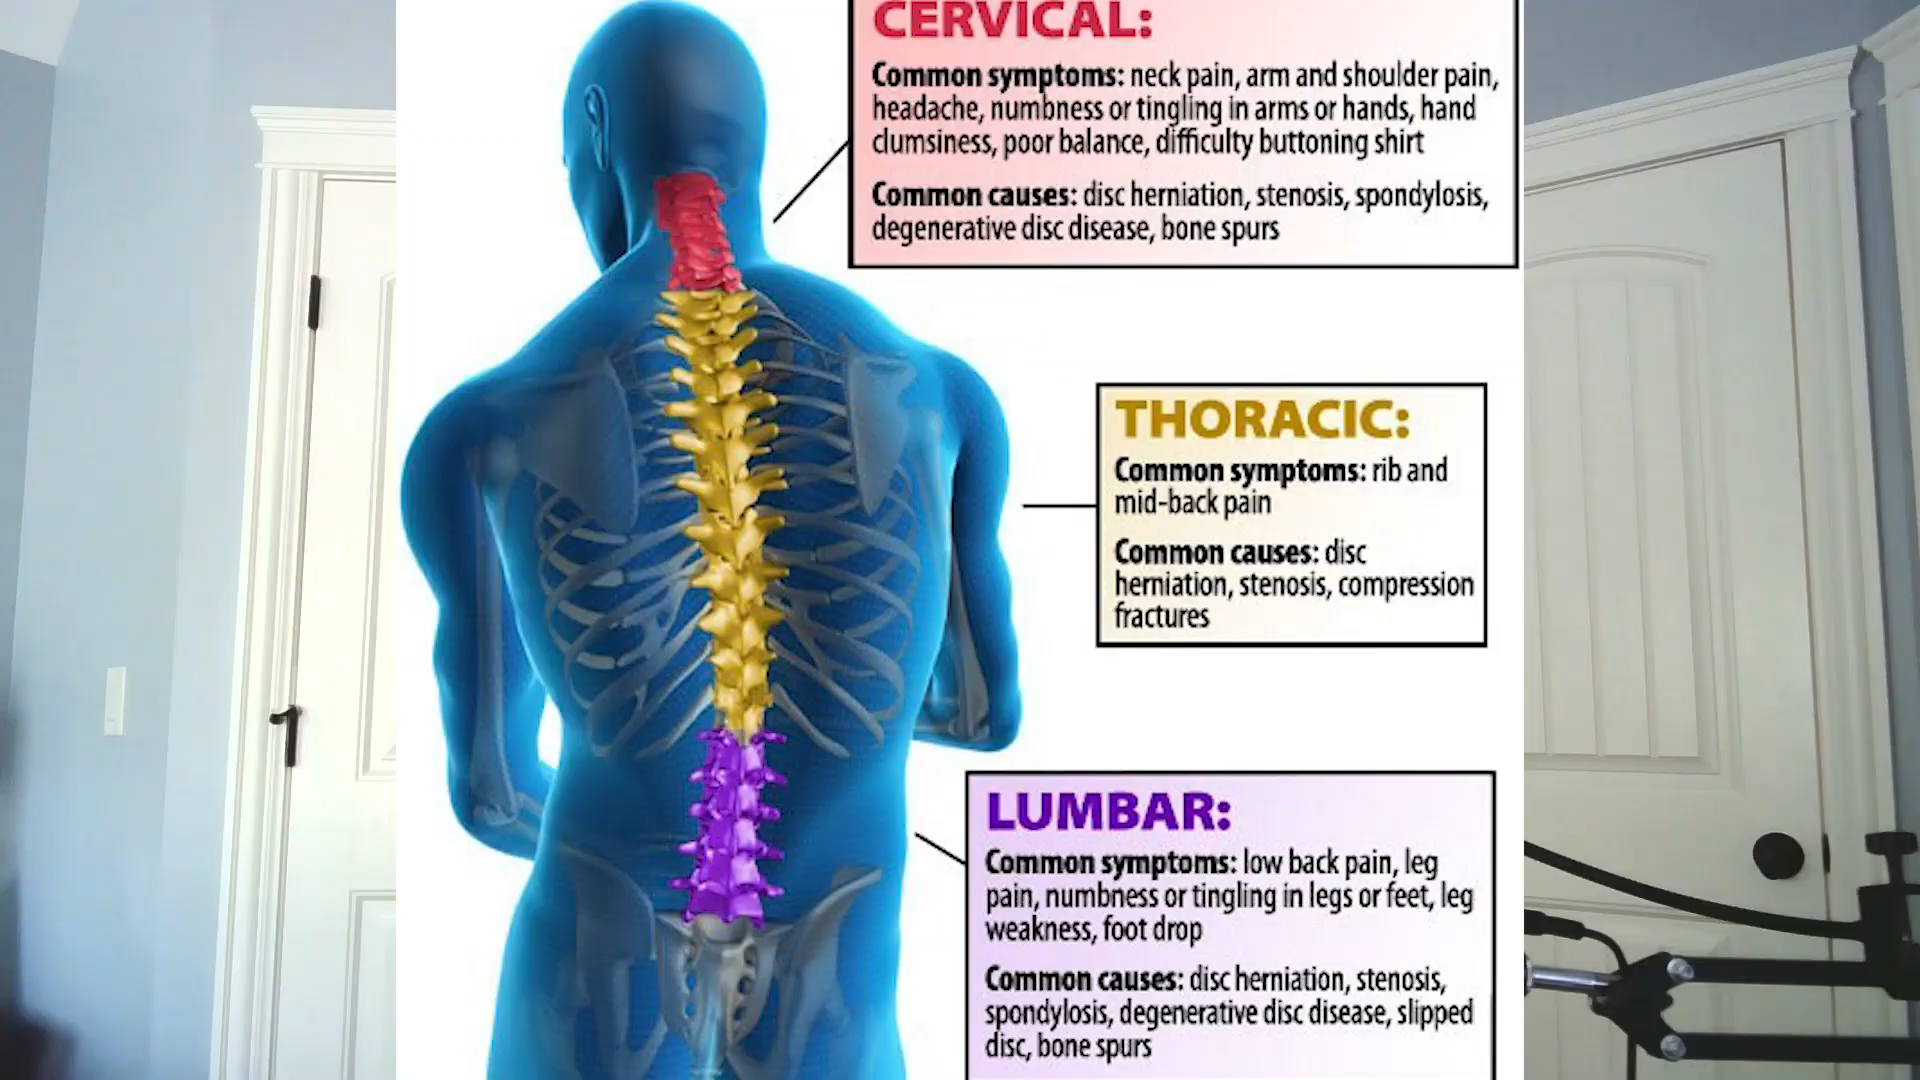 CERVICAL:
Common symptoms: neck pain, arm and shoulder pain,
headache, numbness or tingling in arms or hands, hand
clumsiness, poor balance, difficulty buttoning shirt
Common causes: disc herniation, stenosis, spondylosis,
degenerative disc disease, bone spurs
THORACIC:
Common symptoms: rib and
mid-back pain
Common causes: disc
herniation, stenosis, compression
fractures
LUMBAR:
Common symptoms: low back pain, leg
pain, numbness or tingling in legs or feet, leg
weakness, foot drop
Common causes: disc herniation, stenosis,
spondylosis, degenerative disc disease, slipped
disc, bone spurs